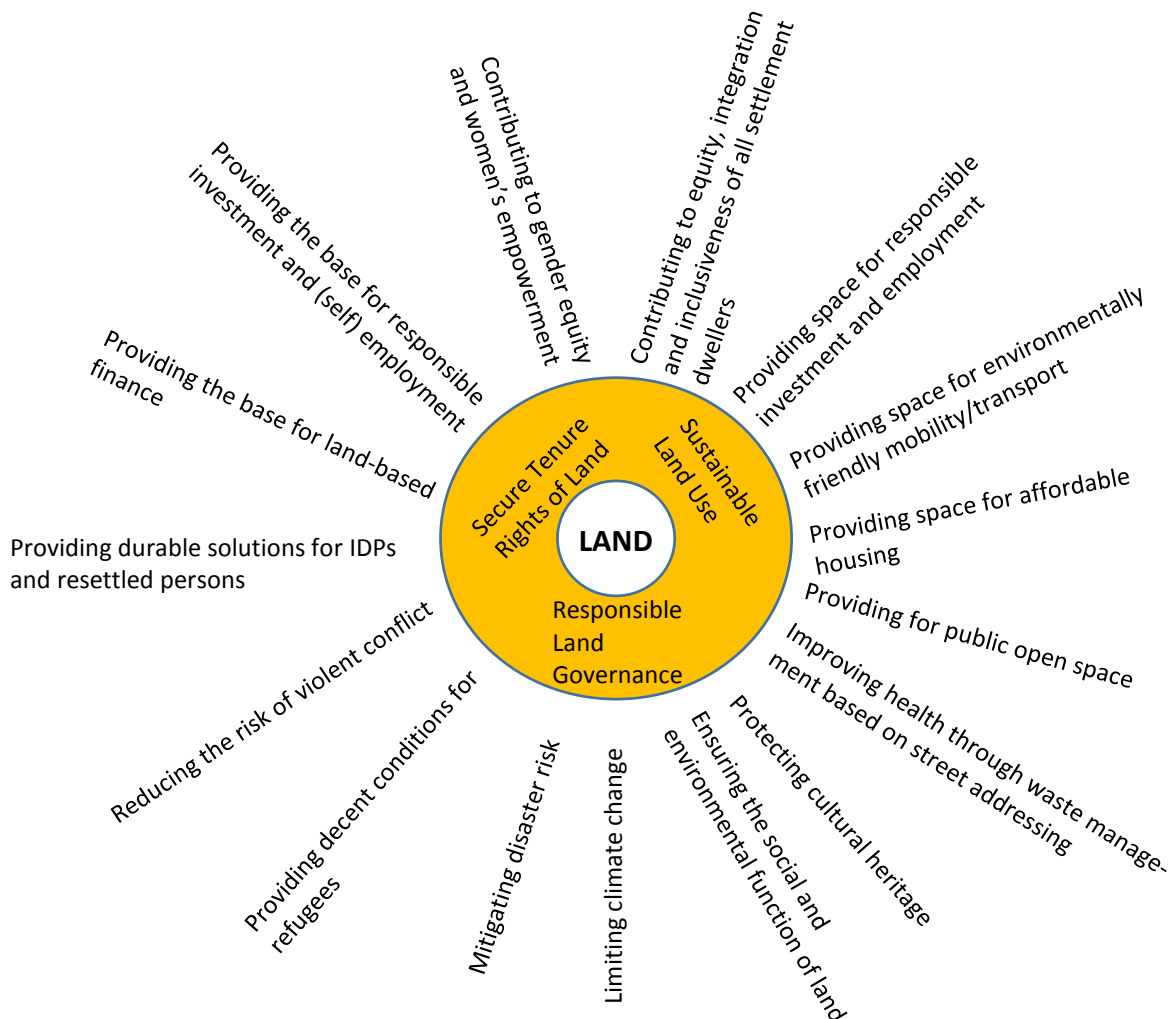 Contributing to gender equity
and women's empowerment
Contributing to equity, integration
and inclusiveness of all settlement
dwellers
Providing space for responsible
investment and employment
Providing space for environmentally
friendly mobility/transport
Providing space for affordable
housing
Providing for public open space
Improving health through waste manage-
ment based on street addressing
Protecting cultural heritage
Ensuring the social and
environmental function of land
Limiting climate change
Mitigating disaster risk
Providing decent conditions for
refugees
Reducing the risk of violent conflict
Providing durable solutions for IDPs
and resettled persons
Providing the base for land-based
finance
Providing the base for responsible
investment and (self) employment
Secure Tenure
Rights of Land
Sustainable
Land Use
LAND
Responsible
Land
Governance